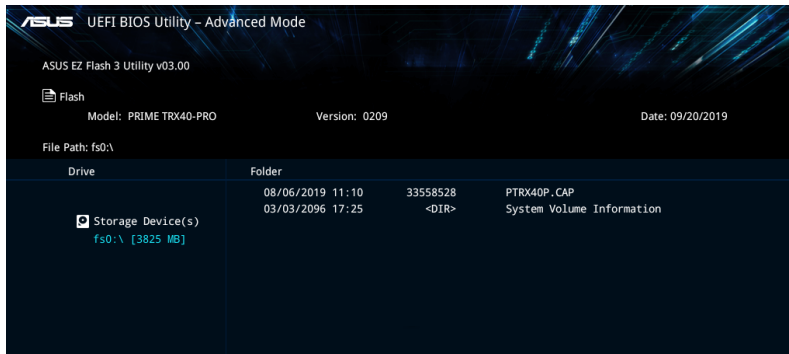 ASUS UEFI BIOS Utility – Advanced Mode
ASUS EZ Flash 3 Utility v03.00
Flash
Model: PRIME TRX40-PRO Version: 0209 Date: 09/20/2019
File Path: fs0:\
Drive Folder
08/06/2019 11:10 33558528 PTRX40P.CAP
03/03/2096 17:25 <DIR> System Volume Information
Storage Device(s)
fs0:\ [3825 MB]